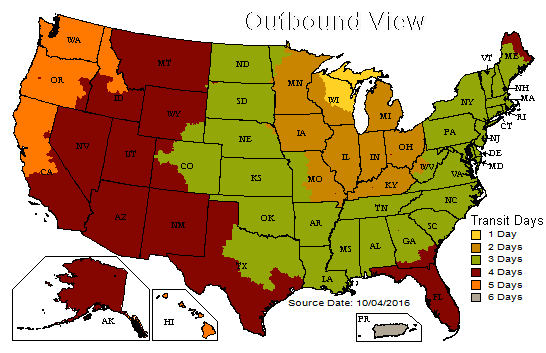 Outbound View
WA
OR
CA
ID
NV
MT
WY
UT
CO
AZ
NM
ND
SD
NE
KS
OK
TX
MN
IA
MO
AR
LA
WI
IL
IN
MI
OH
KY
TN
MS
AL
GA
FL
SC
NC
VA
WV
PA
NY
VT
ME
NH
MA
RI
CT
NJ
DE
MD
Transit Days
1 Day
2 Days
3 Days
4 Days
5 Days
6 Days
Source Date: 10/04/2016
AK
HI
PR